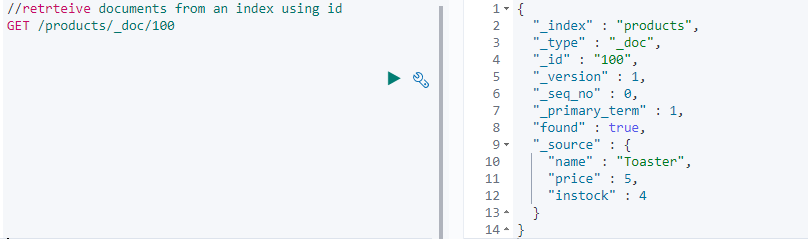 //retrteive documents from an index using id
GET /products/_doc/100
1 {
2 "_index" : "products",
3 "_type" : "_doc",
4 "_id" : "100",
5 "_version" : 1,
6 "_seq_no" : 0,
7 "_primary_term" : 1,
8 "found" : true,
9 "_source" : {
10 "name" : "Toaster",
11 "price" : 5,
12 "instock" : 4
13 }
14 }